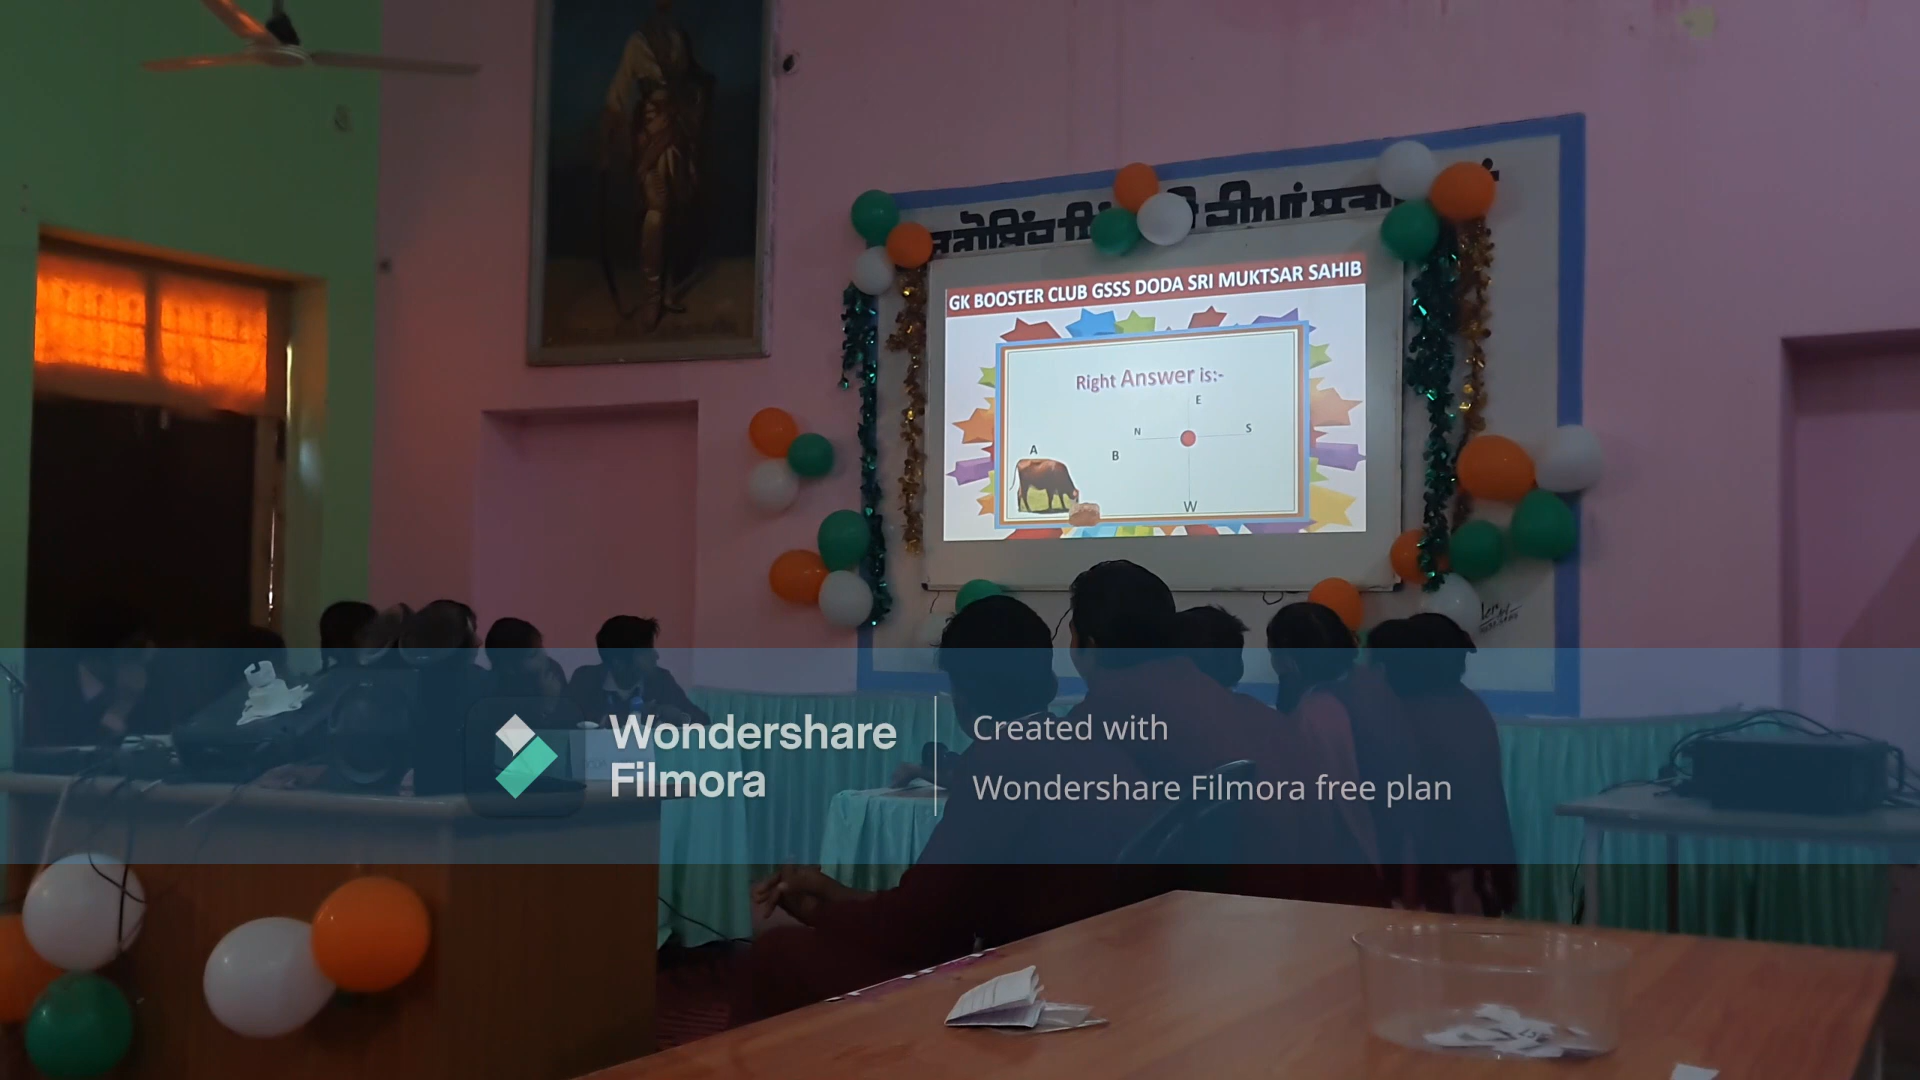 GK BOOSTER CLUB GSSS DODA SRI MUKTSAR SAHIB
Right Answer is:-
E
N
S
A
B
W
Wondershare
Filmora
Created with
Wondershare Filmora free plan